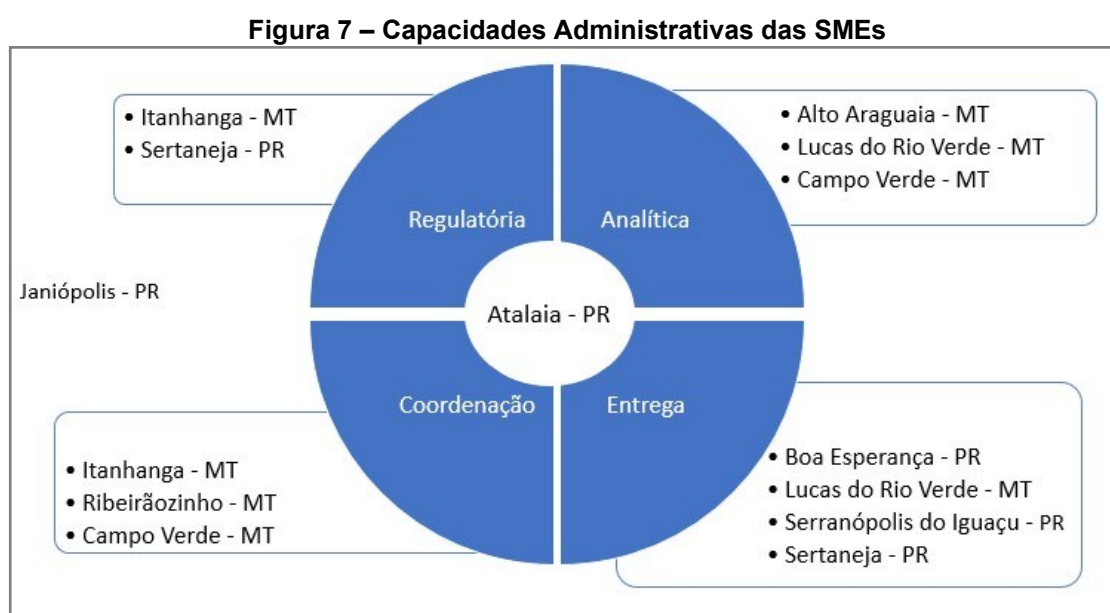 Figura 7 – Capacidades Administrativas das SMEs
• Itanhanga - MT
• Sertaneja - PR
• Alto Araguaia - MT
• Lucas do Rio Verde - MT
• Campo Verde - MT
Regulatória
Analítica
Janiópolis - PR
Atalaia - PR
Coordenação
Entrega
• Itanhanga - MT
• Ribeirãozinho - MT
• Campo Verde - MT
• Boa Esperança - PR
• Lucas do Rio Verde - MT
• Serranópolis do Iguaçu - PR
• Sertaneja - PR